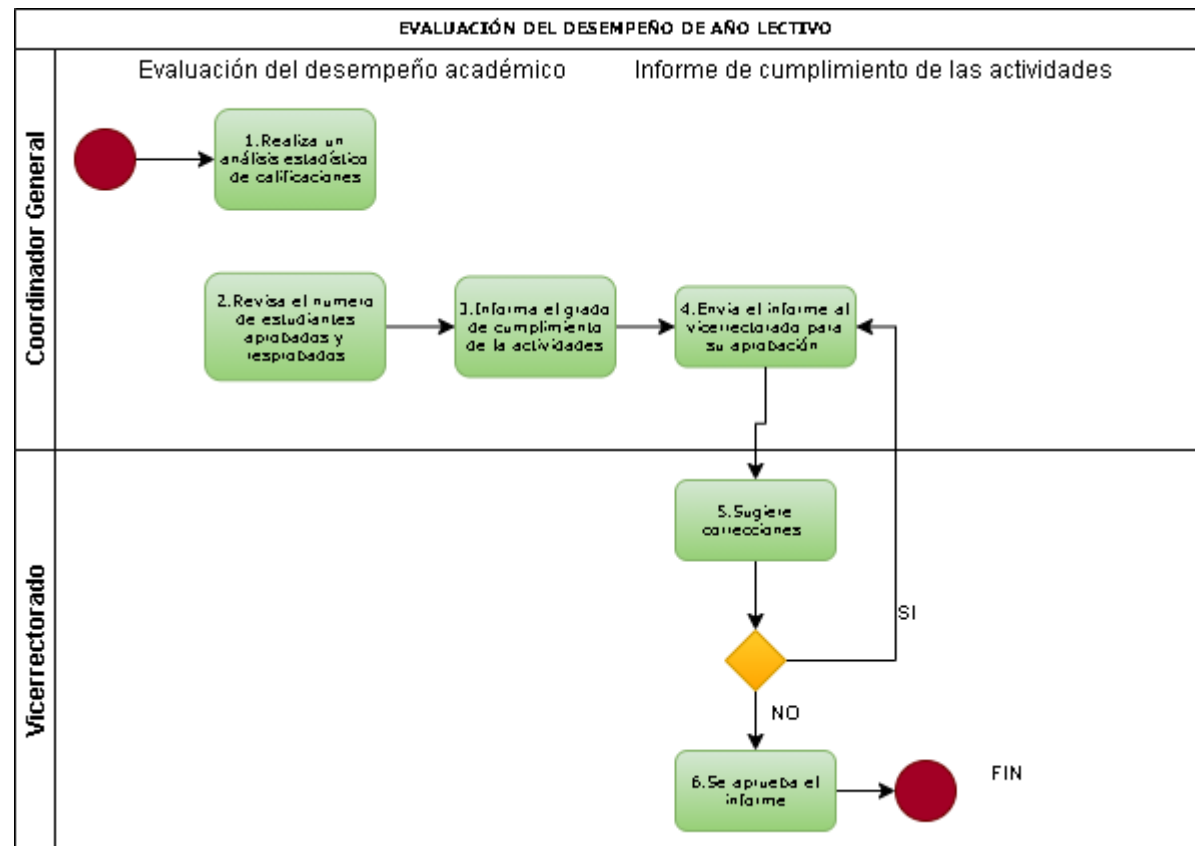 EVALUACIÓN DEL DESEMPEÑO DE AÑO LECTIVO
Coordinador General
Evaluación del desempeño académico
Informe de cumplimiento de las actividades
1.Realiza un
análisis estadístico
de calificaciones
2.Revisa el numero
de estudiantes
aprobados y
resprobados
3.Informa el grado
de cumplimiento
de la actividades
4.Envia el informe al
vicerrectorado para
su aprobación
Vicerrectorado
5.Sugiere
correcciones
SI
NO
6.Se aprueba el
informe
FIN